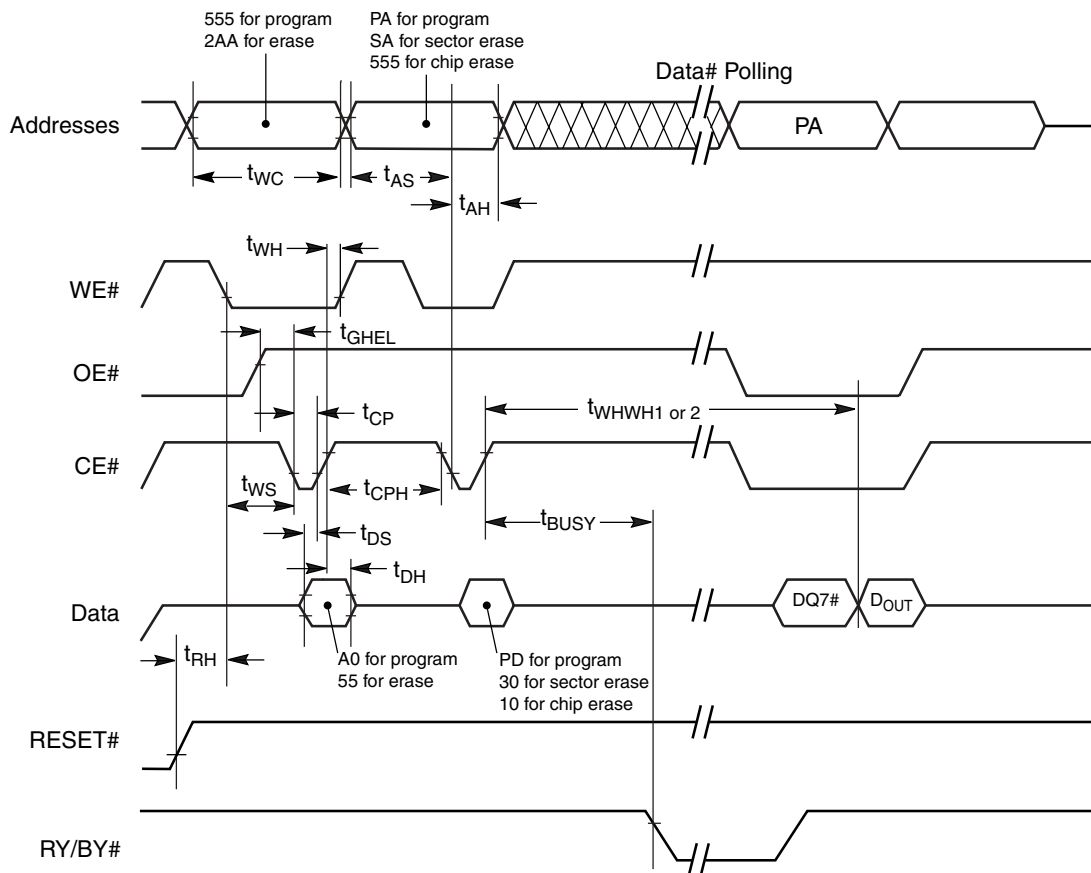 555 for program
2AA for erase
PA for program
SA for sector erase
555 for chip erase
Data# Polling
Addresses
PA
tWC
tAS
tAH
tWH
WE#
tGHEL
OE#
tWHWH1 or 2
tCP
CE#
tWS
tCPH
tBUSY
tDS
tDH
Data
DQ7#
DOUT
tRH
A0 for program
55 for erase
PD for program
30 for sector erase
10 for chip erase
RESET#
RY/BY#